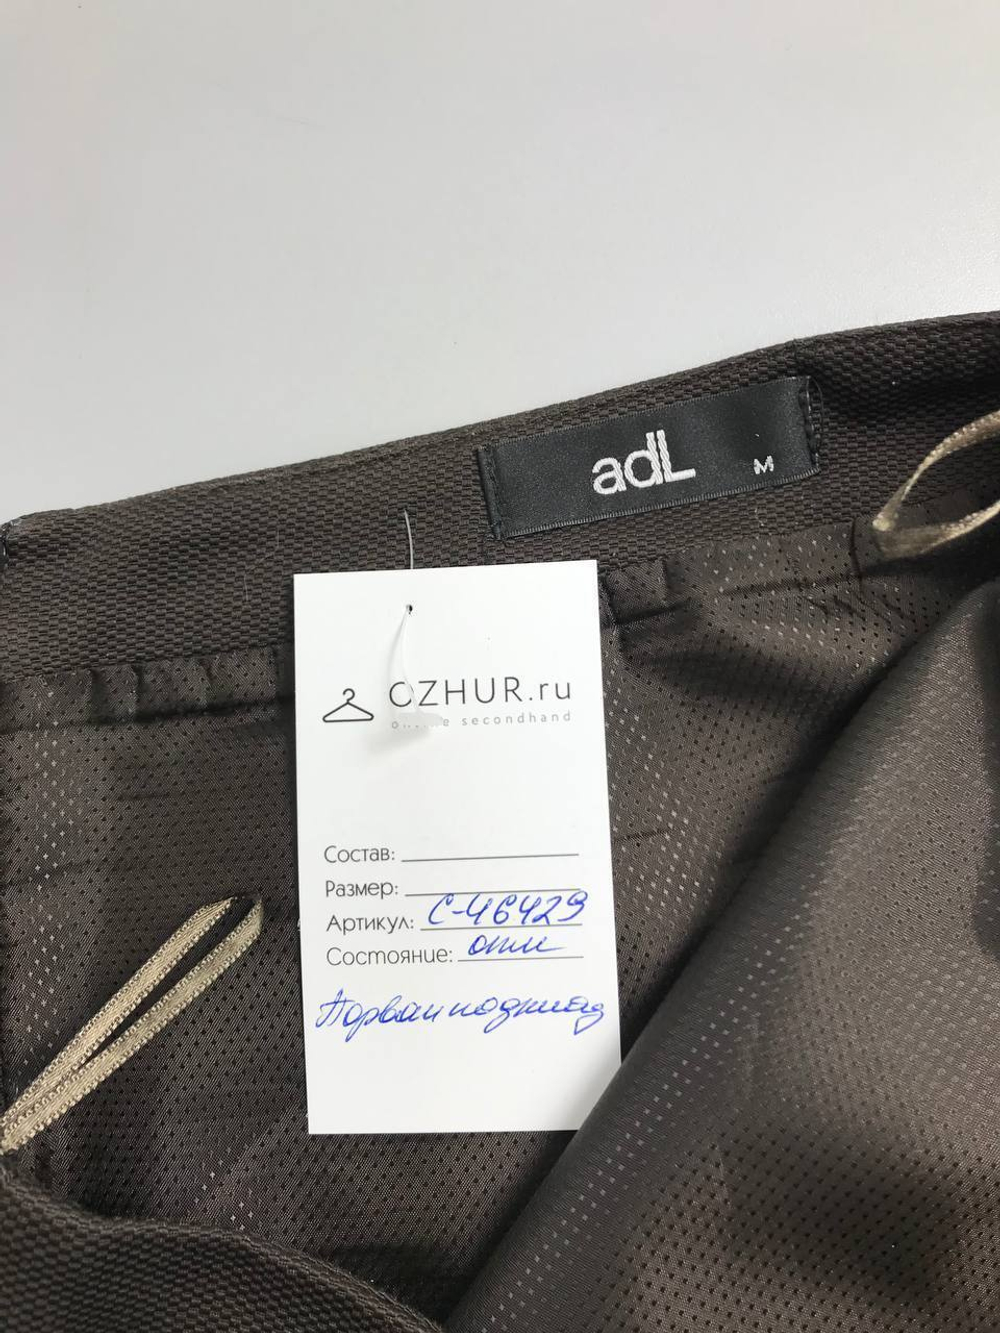 adL M
OZHUR.ru
online secondhand
Состав:
Размер:
Артикул: С-46429
Состояние: отл
Порван подклад